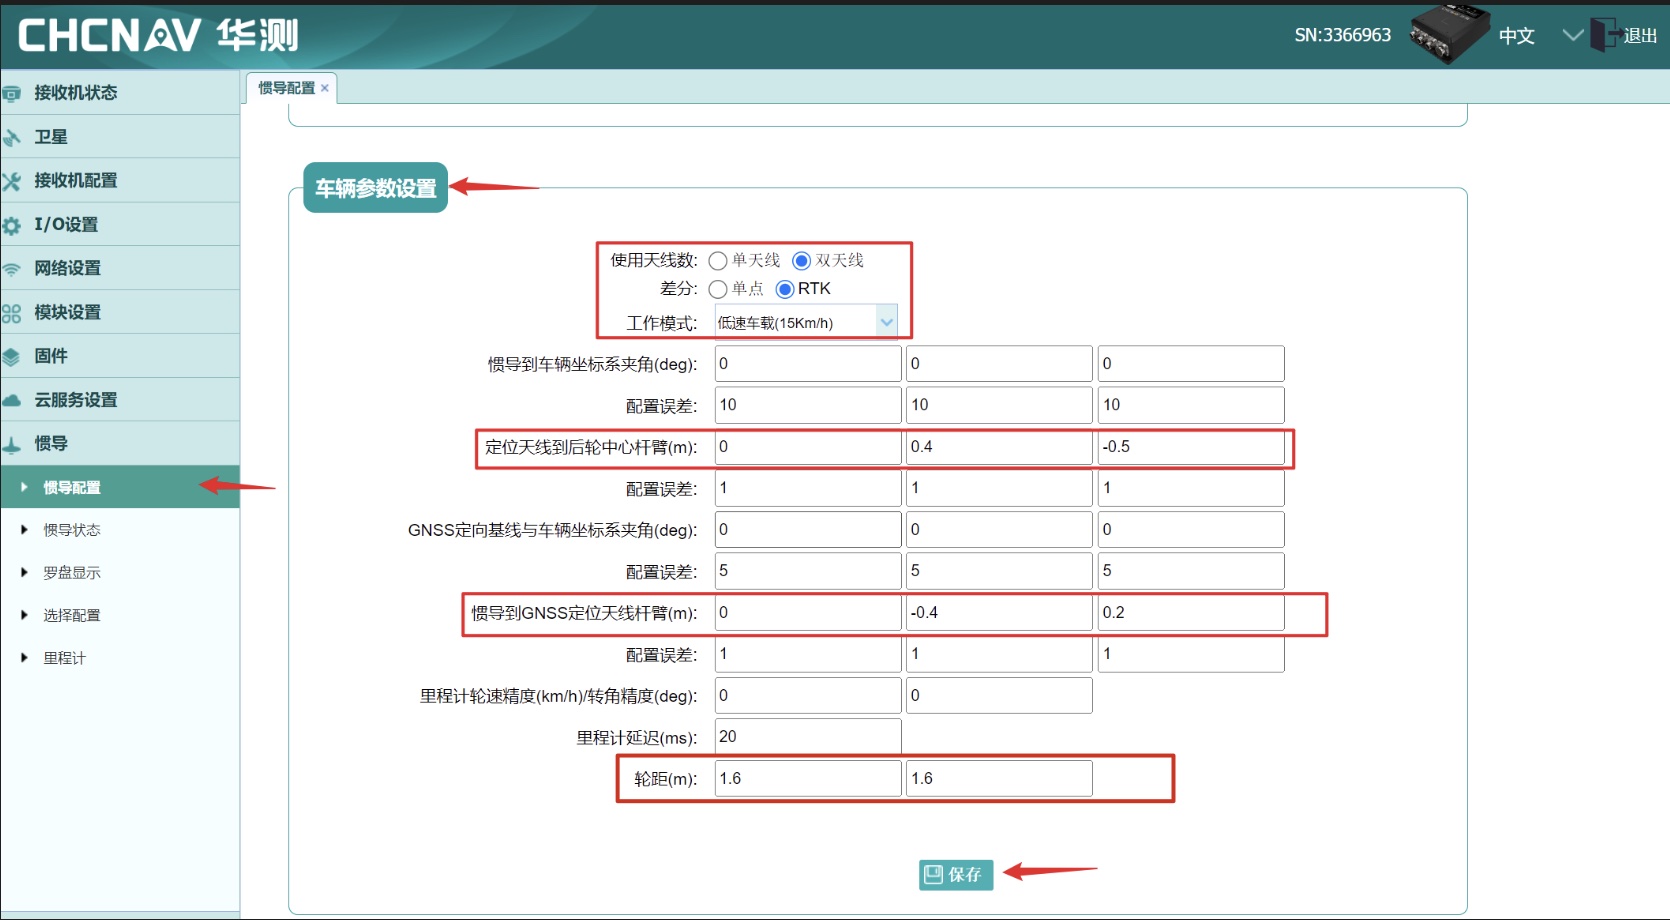 CHCNAV 华测
SN:3366963 中文 退出
接收机状态
卫星
接收机配置
I/O设置
网络设置
模块设置
固件
云服务设置
惯导
惯导配置
惯导状态
罗盘显示
选择配置
里程计
惯导配置 ×
车辆参数设置
使用天线数: 单天线 双天线
差分: 单点 RTK
工作模式: 低速车载(15Km/h)
惯导到车辆坐标系夹角(deg): 0 0 0
配置误差: 10 10 10
定位天线到后轮中心杆臂(m): 0 0.4 -0.5
配置误差: 1 1 1
GNSS定向基线与车辆坐标系夹角(deg): 0 0 0
配置误差: 5 5 5
惯导到GNSS定位天线杆臂(m): 0 -0.4 0.2
配置误差: 1 1 1
里程计轮速精度(km/h)/转角精度(deg): 0 0
里程计延迟(ms): 20
轮距(m): 1.6 1.6
保存